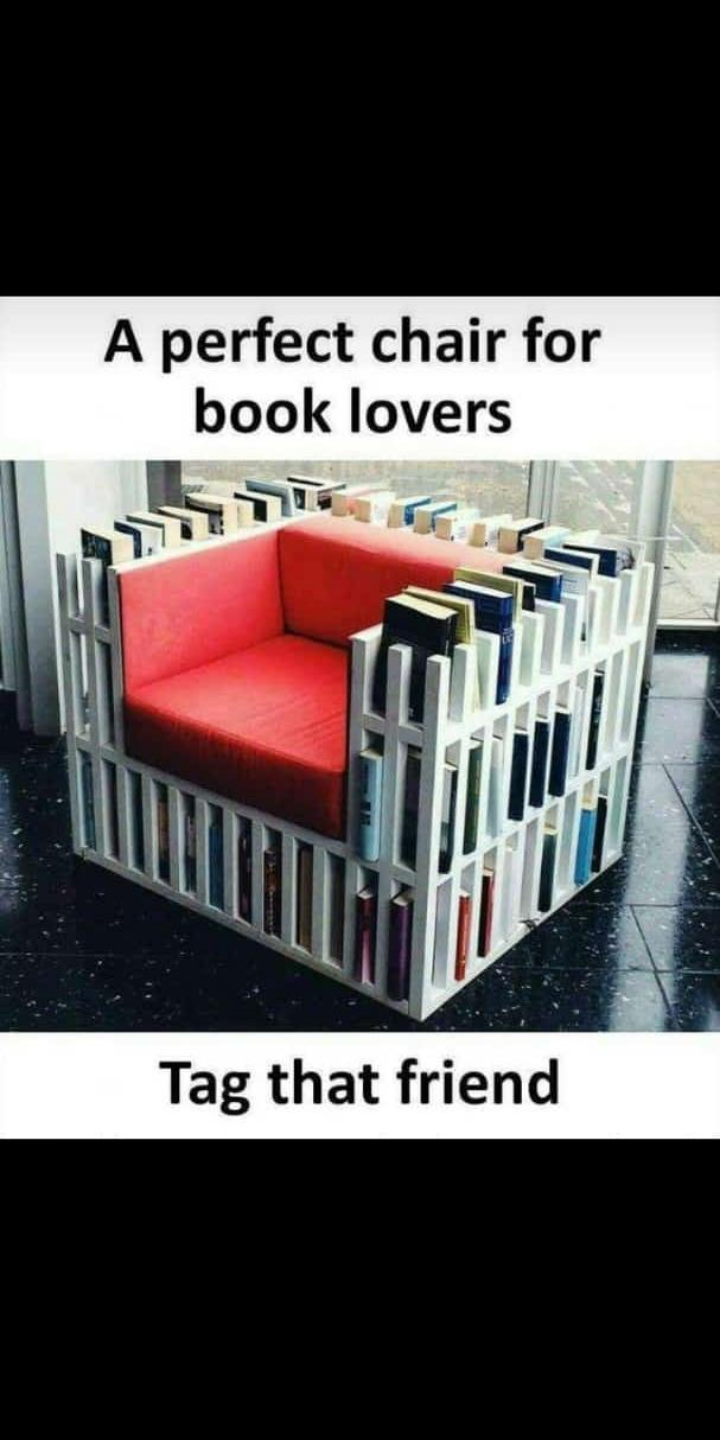 A perfect chair for
book lovers
Tag that friend